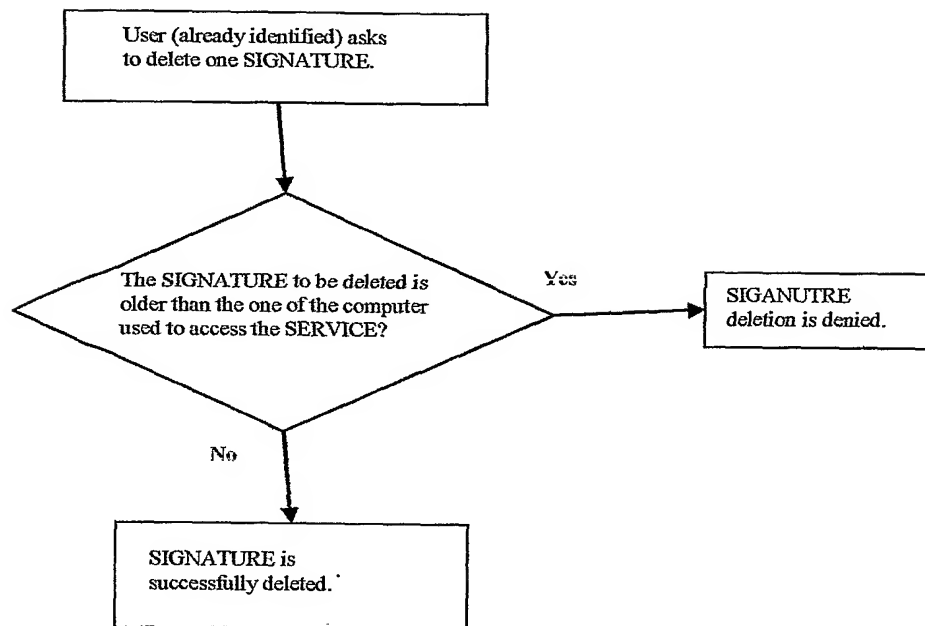 User (already identified) asks
to delete one SIGNATURE.
The SIGNATURE to be deleted is
older than the one of the computer
used to access the SERVICE?
Yes
SIGANUTRE
deletion is denied.
No
SIGNATURE is
successfully deleted.